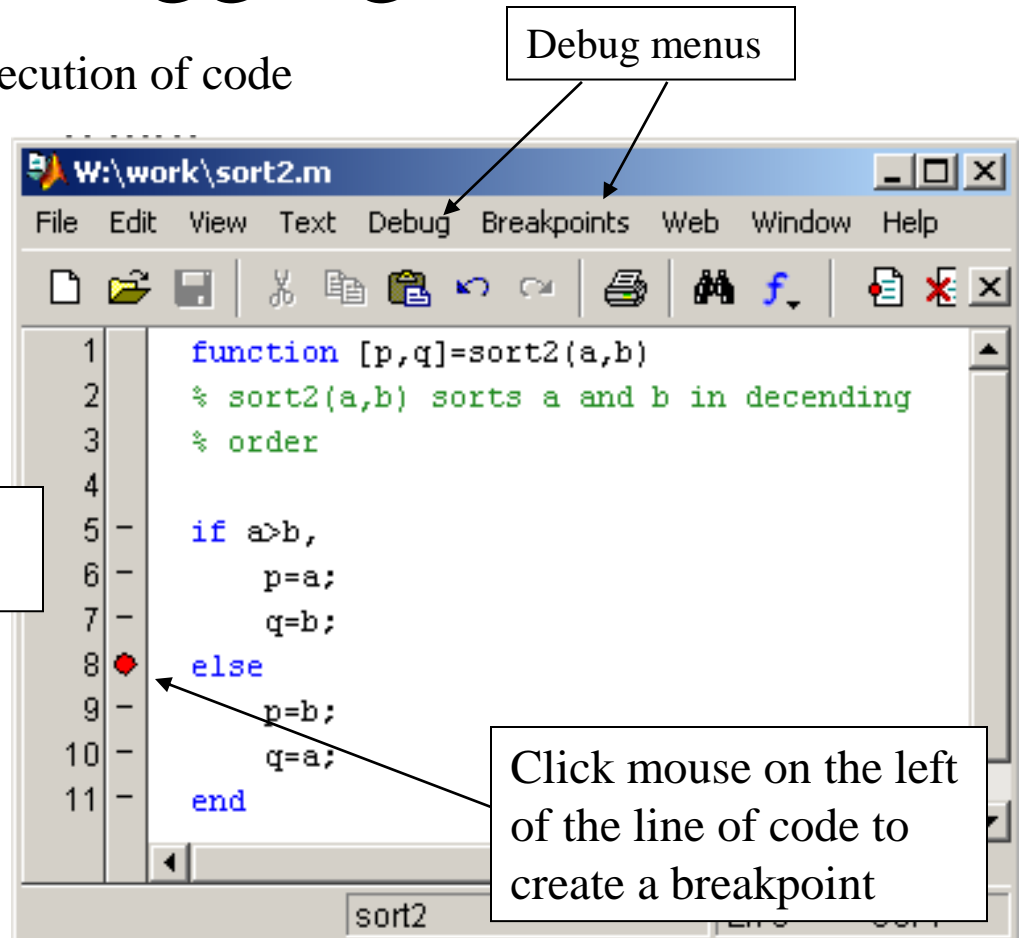 Debug menus
ecution of code
W:\work\sort2.m
File Edit View Text Debug Breakpoints Web Window Help
1 function [p,q]=sort2(a,b)
2 % sort2(a,b) sorts a and b in decending
3 % order
4
5 – if a>b,
6 – p=a;
7 – q=b;
8 else
9 – p=b;
10 – q=a;
11 – end
Click mouse on the left
of the line of code to
create a breakpoint
sort2